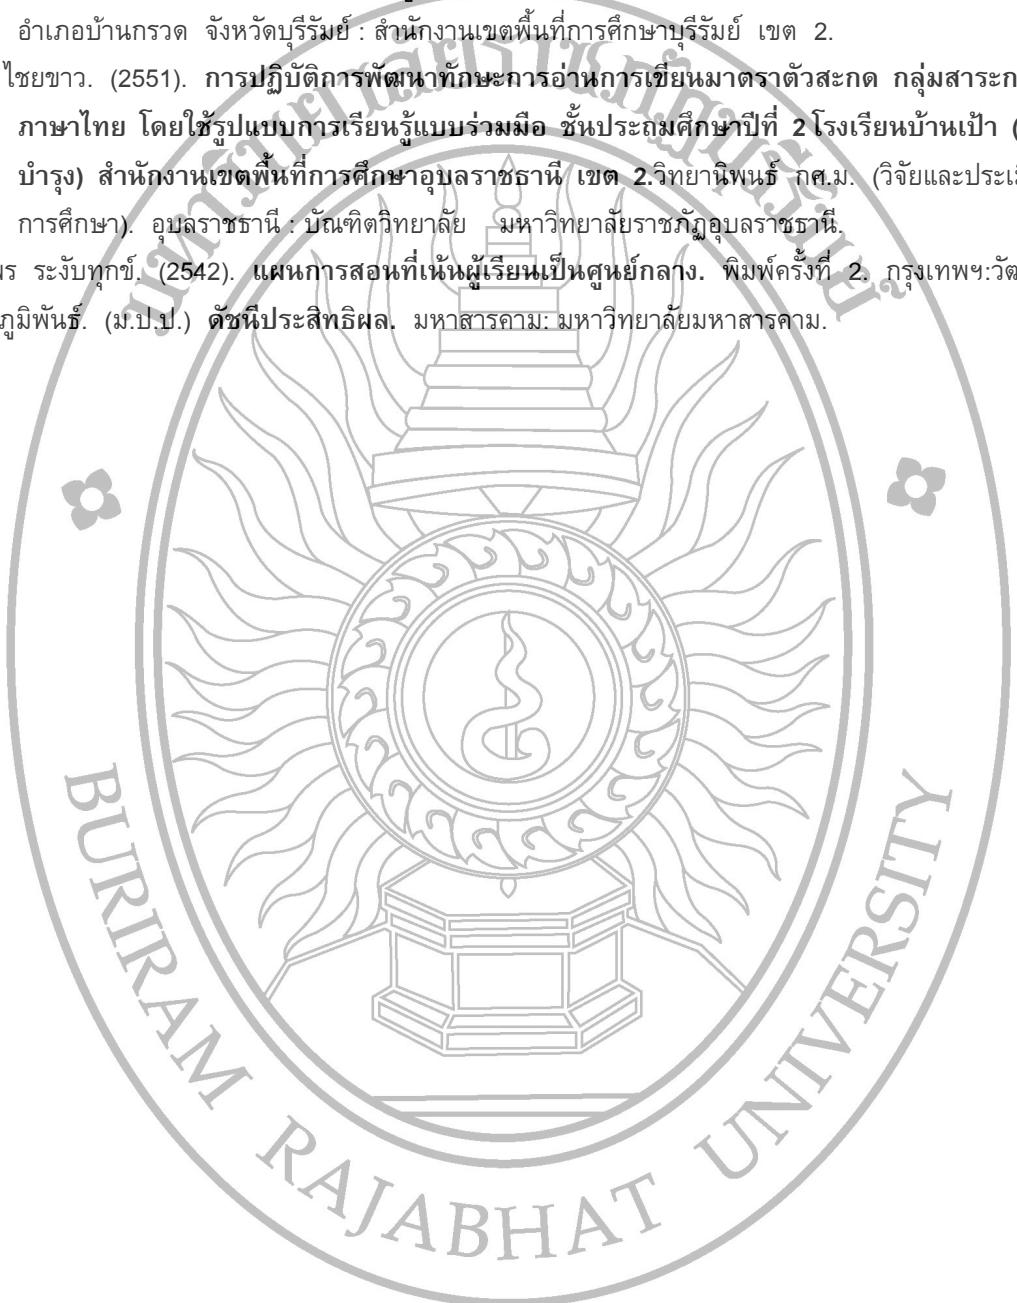 อำเภอบ้านกรวด จังหวัดบุรีรัมย์ : สำนักงานเขตพื้นที่การศึกษาบุรีรัมย์ เขต 2.
ไชยขาว. (2551). การปฏิบัติการพัฒนาทักษะการอ่านการเขียนมาตราตัวสะกด กลุ่มสาระก
ภาษาไทย โดยใช้รูปแบบการเรียนรู้แบบร่วมมือ ชั้นประถมศึกษาปีที่ 2 โรงเรียนบ้านเป้า (
บำรุง) สำนักงานเขตพื้นที่การศึกษาอุบลราชธานี เขต 2.วิทยานิพนธ์ กศ.ม. (วิจัยและประเมิ
การศึกษา). อุบลราชธานี : บัณฑิตวิทยาลัย มหาวิทยาลัยราชภัฏอุบลราชธานี.
ระงับทุกข์. (2542). แผนการสอนที่เน้นผู้เรียนเป็นศูนย์กลาง. พิมพ์ครั้งที่ 2. กรุงเทพฯ:วัฒ
ภูมิพันธ์. (ม.ป.ป.) ดัชนีประสิทธิผล. มหาสารคาม: มหาวิทยาลัยมหาสารคาม.
มหาวิทยาลัยราชภัฏบุรีรัมย์
BURIRAM RAJABHAT UNIVERSITY